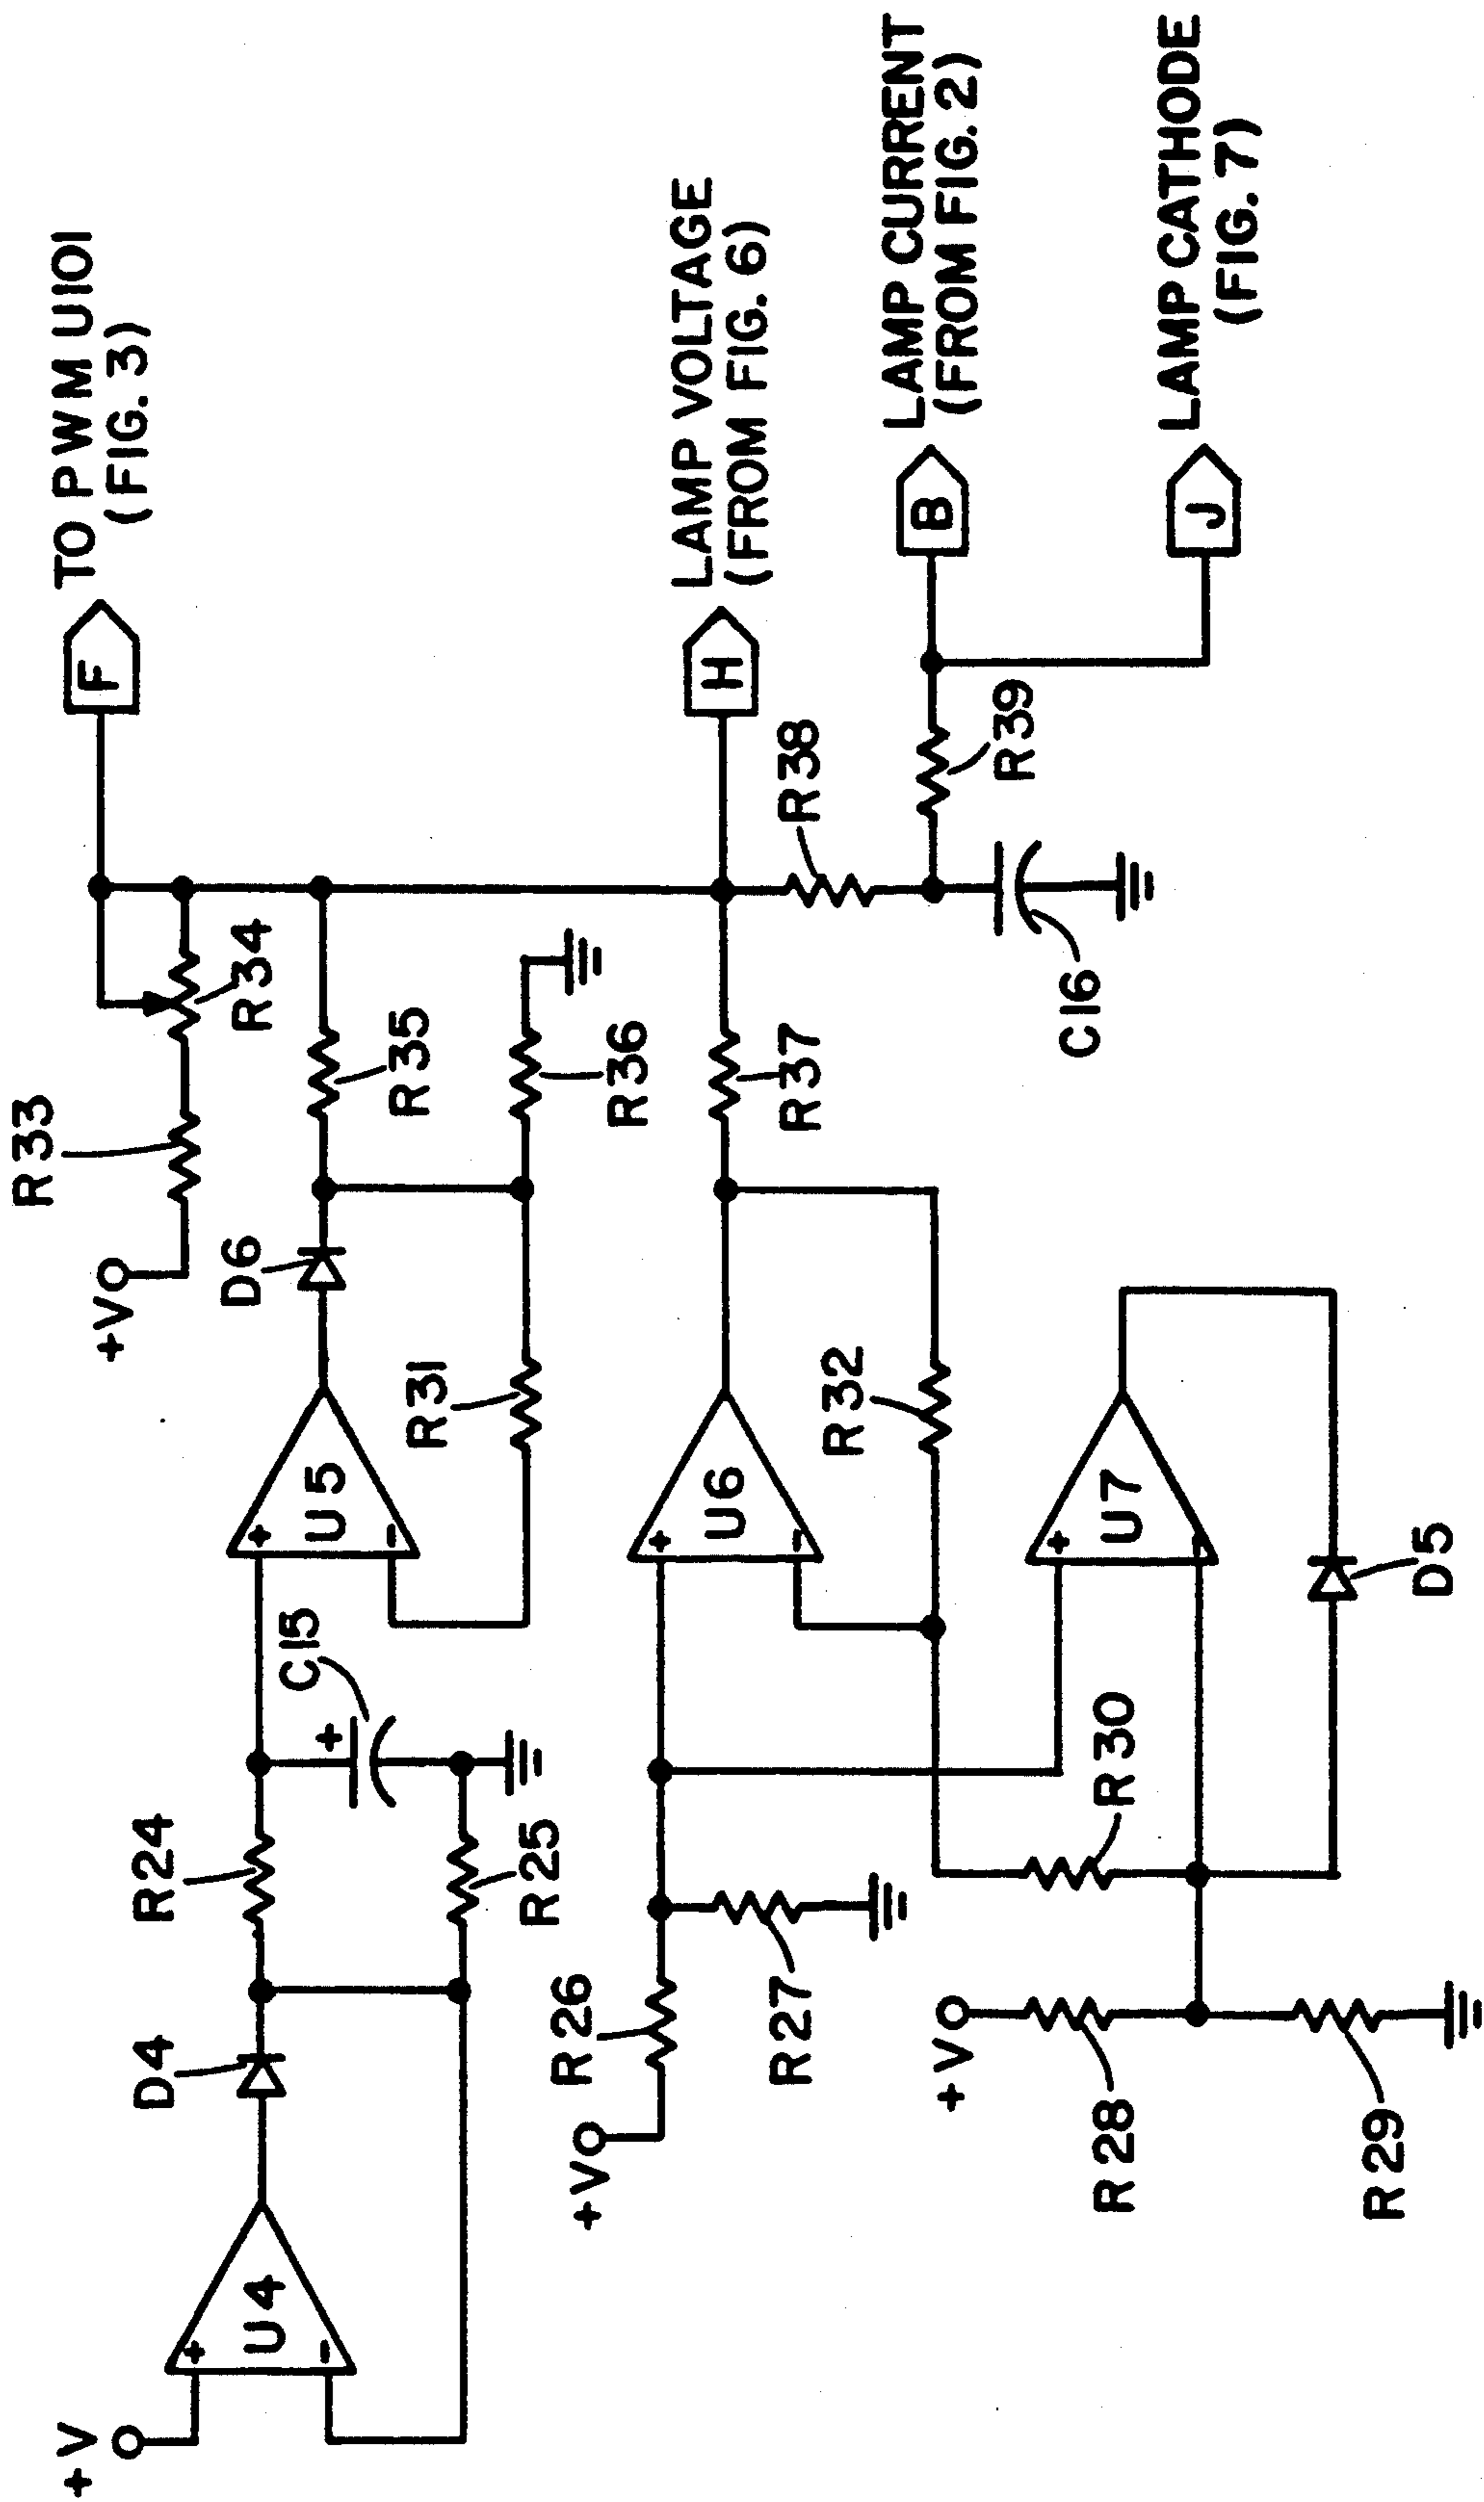 TO PWM U101
(FIG. 3)
F
R33
+V
R34
D6
R35
R24
D4
+
U5
-
R31
R36
C15
+
+V
+
U4
-
R25
LAMP VOLTAGE
(FROM FIG. 6)
H
R38
R37
+
U6
-
R26
+V
R27
R32
LAMP CURRENT
(FROM FIG. 2)
B
R39
C16
LAMP CATHODE
(FIG. 7)
J
+
U7
-
R30
+V
R28
R29
D5